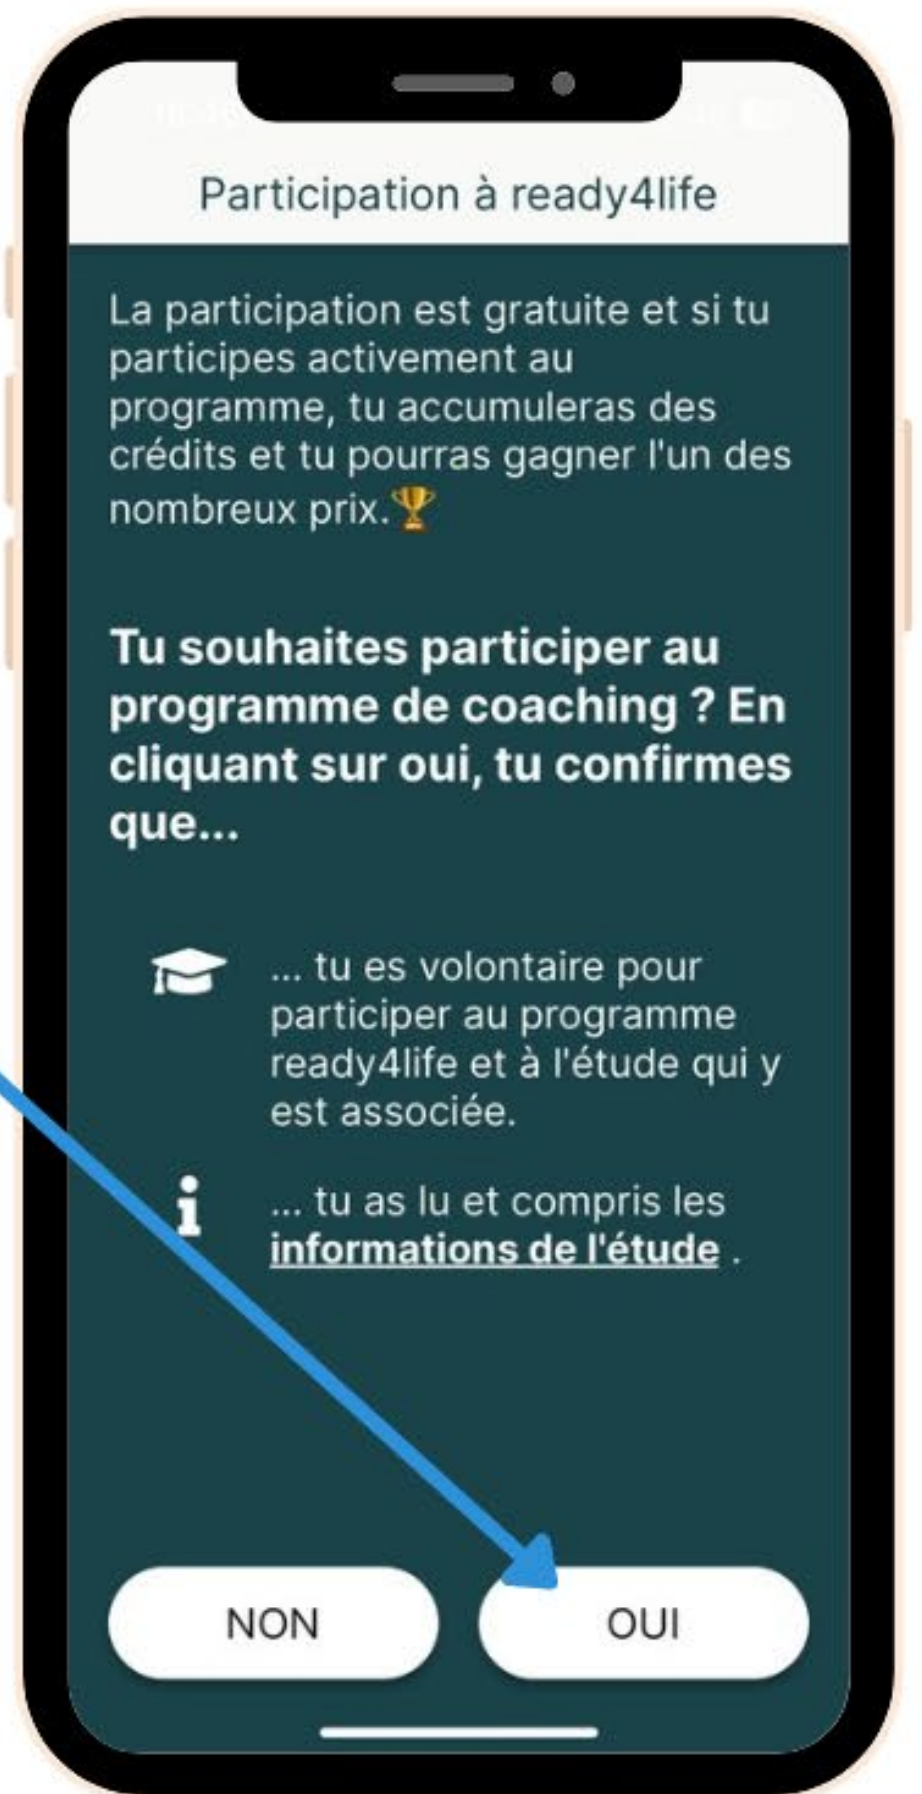 Participation à ready4life
La participation est gratuite et si tu
participes activement au
programme, tu accumuleras des
crédits et tu pourras gagner l'un des
nombreux prix.🏆
Tu souhaites participer au
programme de coaching ? En
cliquant sur oui, tu confirmes
que...
... tu es volontaire pour
participer au programme
ready4life et à l'étude qui y
est associée.
... tu as lu et compris les
informations de l'étude .
NON
OUI